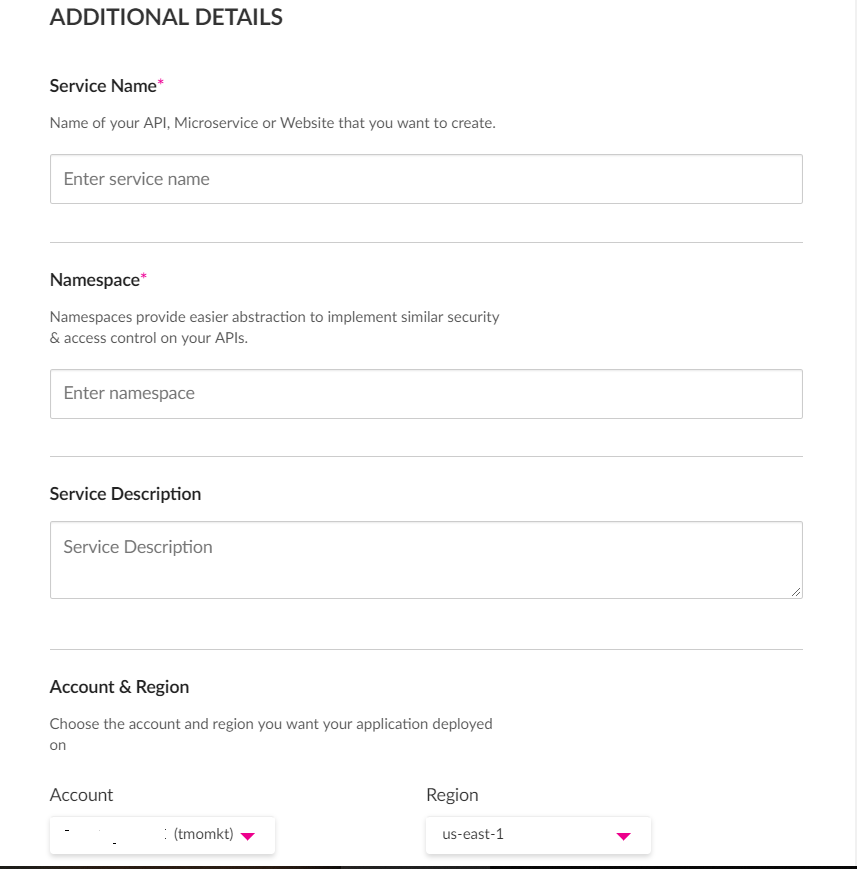 ADDITIONAL DETAILS
Service Name*
Name of your API, Microservice or Website that you want to create.
Enter service name
Namespace*
Namespaces provide easier abstraction to implement similar security
& access control on your APIs.
Enter namespace
Service Description
Service Description
Account & Region
Choose the account and region you want your application deployed
on
Account
Region
(tmomkt)
us-east-1